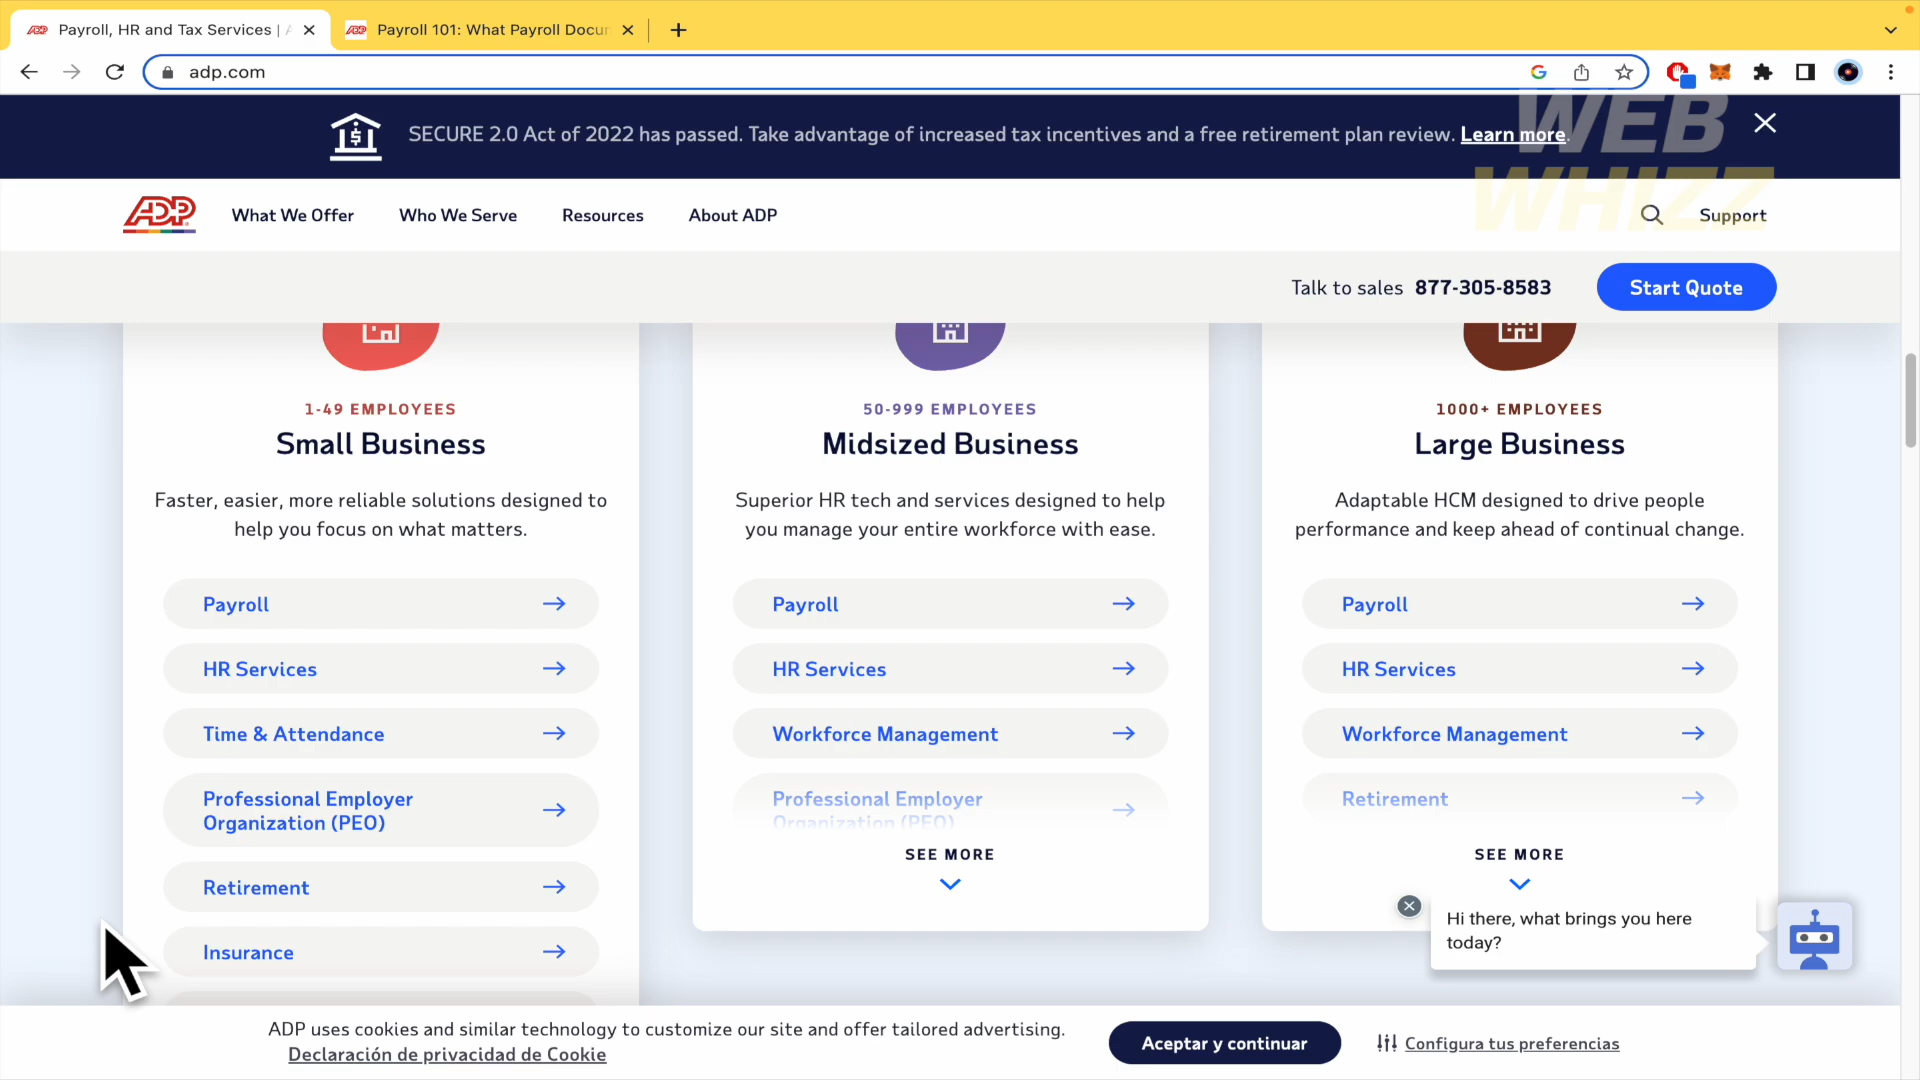 Payroll, HR and Tax Services |
Payroll 101: What Payroll Docun
adp.com
SECURE 2.0 Act of 2022 has passed. Take advantage of increased tax incentives and a free retirement plan review. Learn more.
WEB
WHIZZ
ADP
What We Offer
Who We Serve
Resources
About ADP
Support
Talk to sales 877-305-8583
Start Quote
1-49 EMPLOYEES
Small Business
Faster, easier, more reliable solutions designed to
help you focus on what matters.
Payroll
HR Services
Time & Attendance
Professional Employer
Organization (PEO)
Retirement
Insurance
50-999 EMPLOYEES
Midsized Business
Superior HR tech and services designed to help
you manage your entire workforce with ease.
Payroll
HR Services
Workforce Management
Professional Employer
Organization (PEO)
SEE MORE
1000+ EMPLOYEES
Large Business
Adaptable HCM designed to drive people
performance and keep ahead of continual change.
Payroll
HR Services
Workforce Management
Retirement
SEE MORE
Hi there, what brings you here
today?
ADP uses cookies and similar technology to customize our site and offer tailored advertising.
Declaración de privacidad de Cookie
Aceptar y continuar
Configura tus preferencias